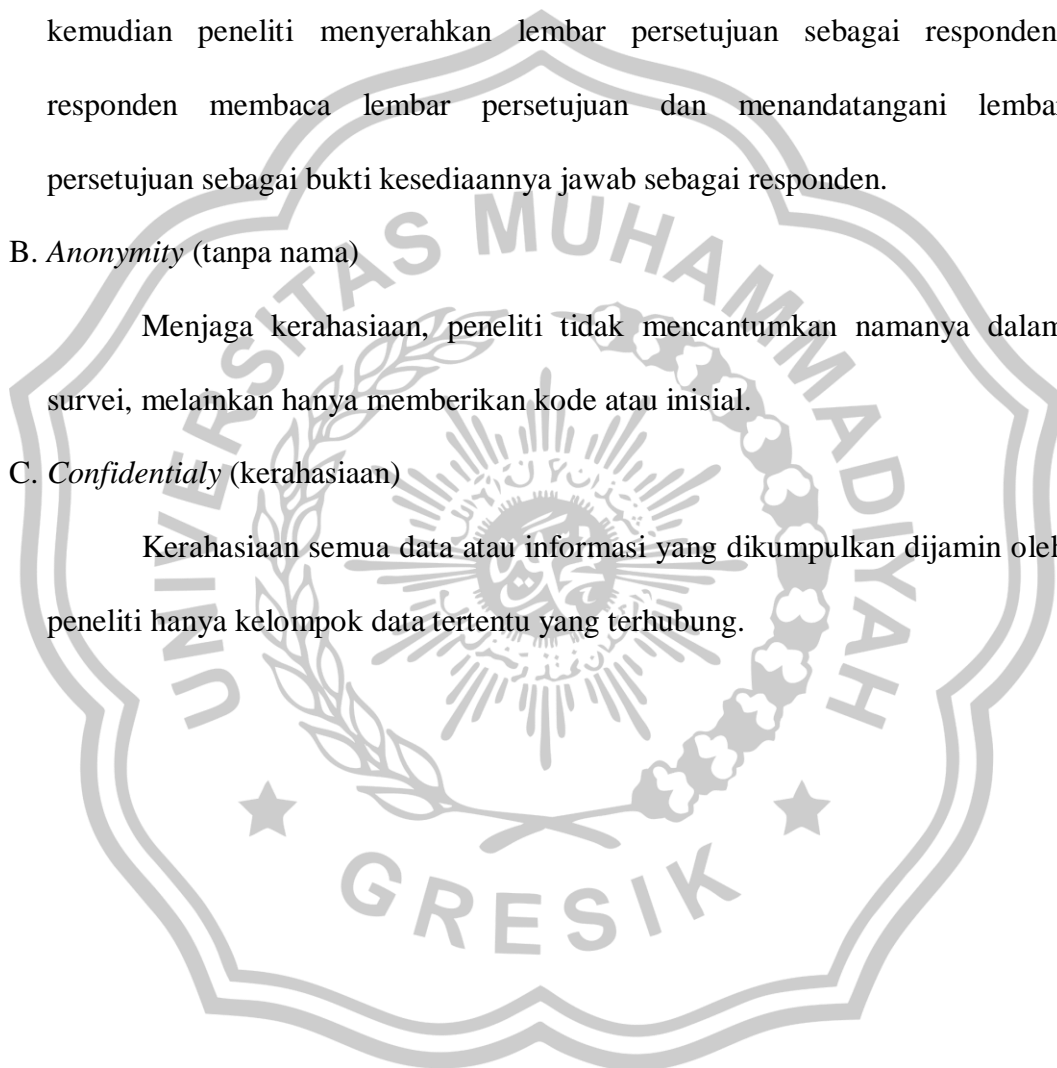 kemudian peneliti menyerahkan lembar persetujuan sebagai responden
responden membaca lembar persetujuan dan menandatangani lembar
persetujuan sebagai bukti kesediaannya jawab sebagai responden.
B. Anonymity (tanpa nama)
Menjaga kerahasiaan, peneliti tidak mencantumkan namanya dalam
survei, melainkan hanya memberikan kode atau inisial.
C. Confidentialy (kerahasiaan)
Kerahasiaan semua data atau informasi yang dikumpulkan dijamin oleh
peneliti hanya kelompok data tertentu yang terhubung.
UNIVERSITAS MUHAMMADIYAH
GRESIK